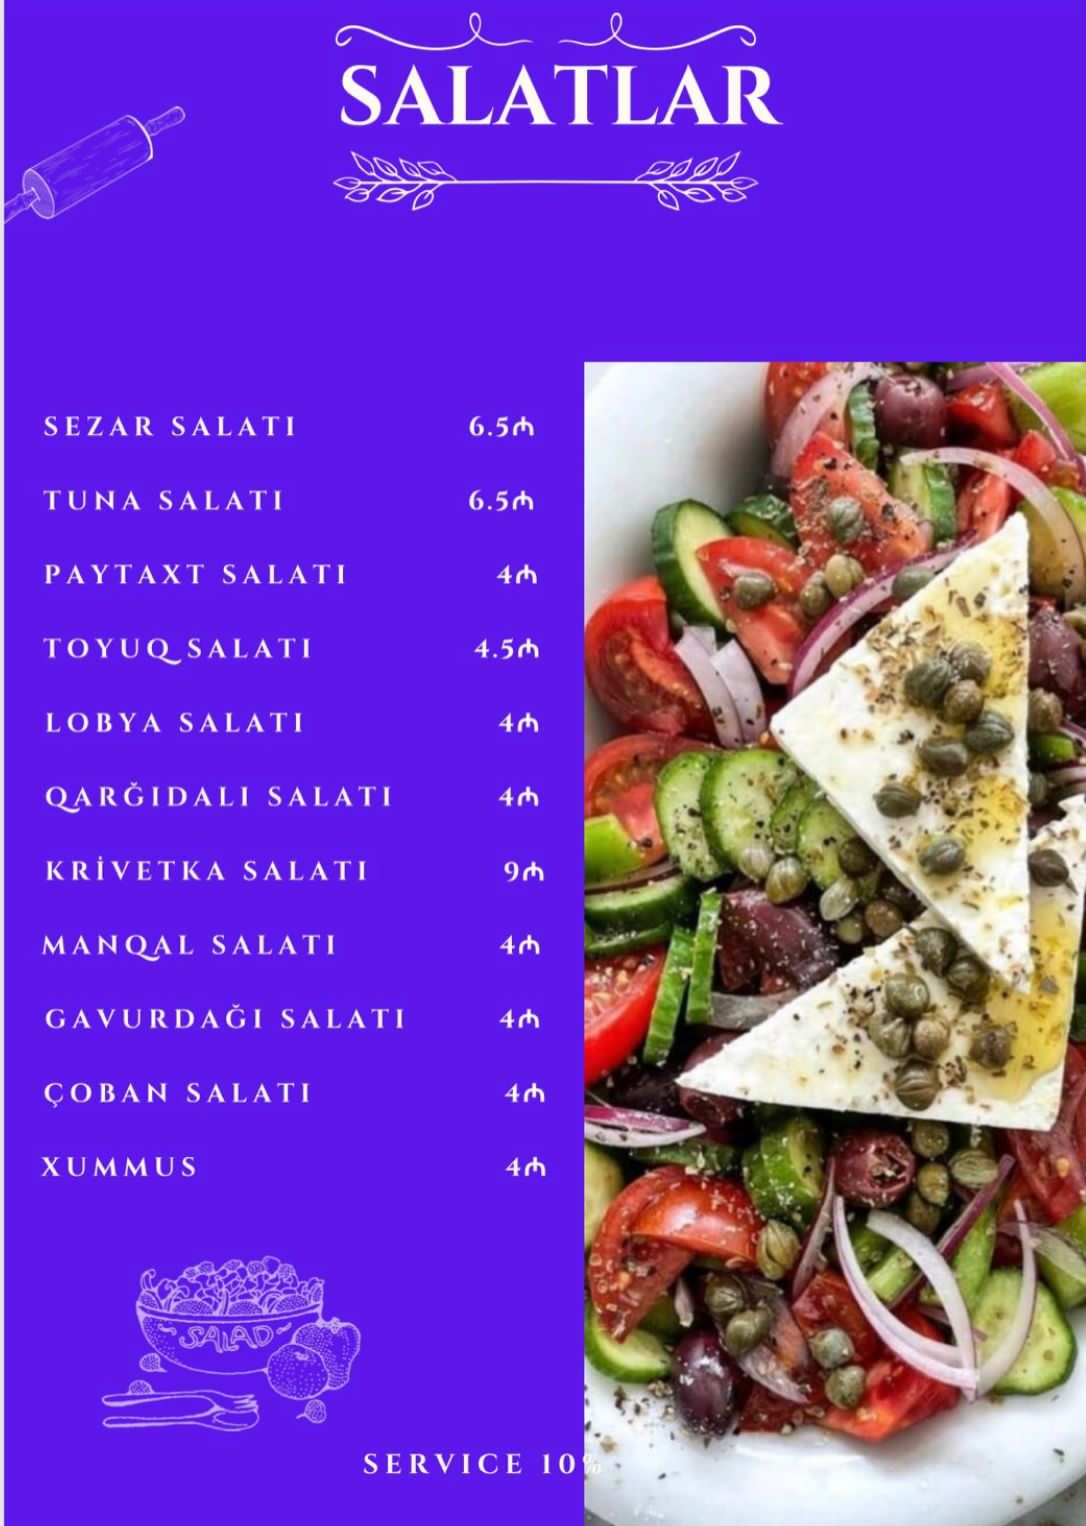 SALATLAR
SEZAR SALATI 6.5₼
TUNA SALATI 6.5₼
PAYTAXT SALATI 4₼
TOYUQ SALATI 4.5₼
LOBYA SALATI 4₼
QARĞIDALI SALATI 4₼
KRİVETKA SALATI 9₼
MANQAL SALATI 4₼
GAVURDAĞI SALATI 4₼
ÇOBAN SALATI 4₼
XUMMUS 4₼
SALAD
SERVICE 10%